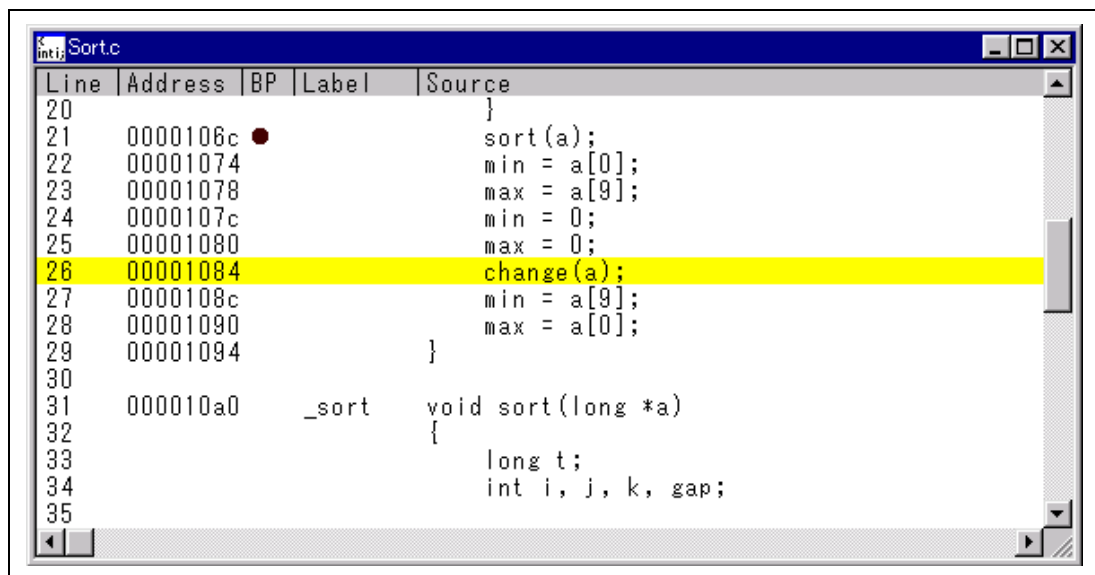 inti; Sort.c
Line Address BP Label Source
20 }
21 0000106c sort(a);
22 00001074 min = a[0];
23 00001078 max = a[9];
24 0000107c min = 0;
25 00001080 max = 0;
26 00001084 change(a);
27 0000108c min = a[9];
28 00001090 max = a[0];
29 00001094 }
30
31 000010a0 _sort void sort(long *a)
32 {
33 long t;
34 int i, j, k, gap;
35